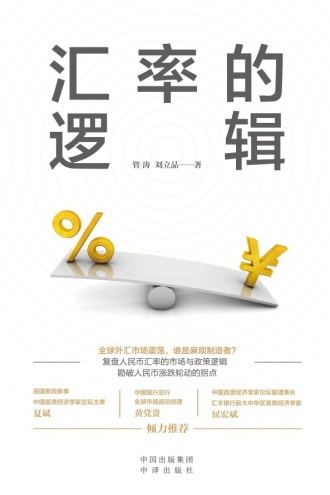 汇率的
逻辑
管涛 刘立品——著
%
¥
全球外汇市场震荡，谁是麻烦制造者？
复盘人民币汇率的市场与政策逻辑
勘破人民币涨跌轮动的拐点
原国务院参事
中国首席经济学家论坛主席
夏斌
中国银行总行
全球市场部总经理
黄党贵
中国首席经济学家论坛副理事长
汇丰银行前大中华区首席经济学家
屈宏斌
倾力推荐
中国出版集团
中译出版社